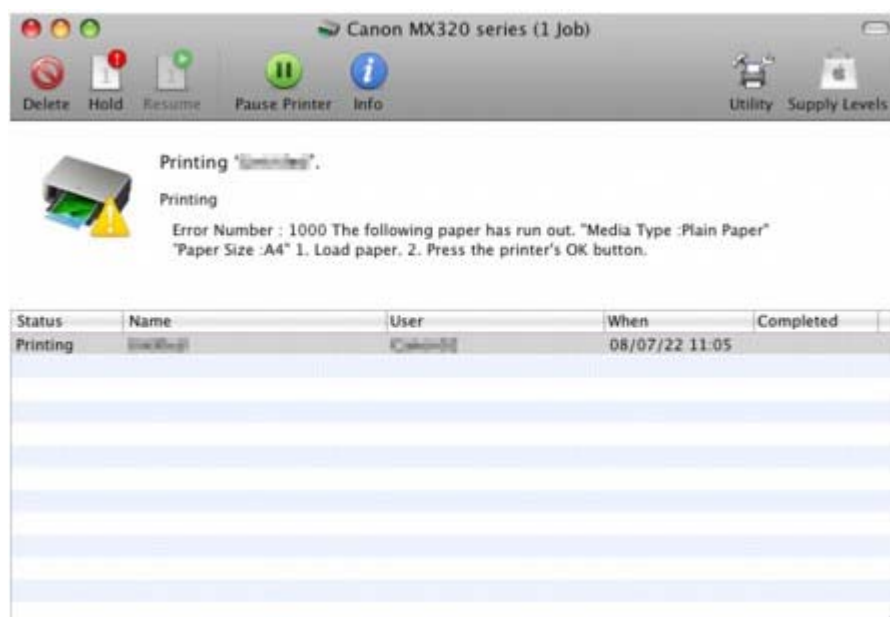 Canon MX320 series (1 Job)
Delete Hold Resume Pause Printer Info Utility Supply Levels
Printing " ".
Printing
Error Number : 1000 The following paper has run out. "Media Type :Plain Paper"
"Paper Size :A4" 1. Load paper. 2. Press the printer's OK button.
Status Name User When Completed
Printing 08/07/22 11:05